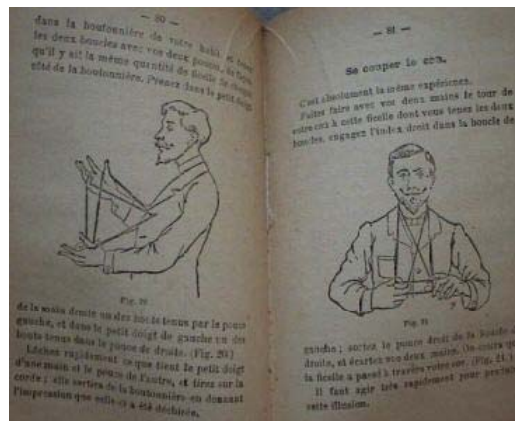 — 80 —
dans la boutonnière de votre habit, et tenez
les deux boucles avec vos deux pouces, de façon
qu'il y ait la même quantité de ficelle de chaque
côté de la boutonnière. Prenez dans le petit doigt
Fig. 20
de la main droite un des bouts tenus par le pouce
gauche, et dans le petit doigt de gauche un des
bouts tenus dans le pouce de droite. (Fig. 20.)
Lâchez rapidement ce que tient le petit doigt
d'une main et le pouce de l'autre, et tirez sur la
corde; elle sortira de la boutonnière en donnant
l'impression que celle-ci a été déchirée.
— 81 —
Se couper le cou.
C'est absolument la même expérience.
Faites faire avec vos deux mains le tour de
votre cou à cette ficelle dont vous tenez les deux
boucles, engagez l'index droit dans la boucle de
Fig. 21
gauche; sortez le pouce droit de la boucle de
droite, et écartez vos deux mains. On croira que
la ficelle a passé à travers votre cou. (Fig. 21.)
Il faut agir très rapidement pour
cette illusion.